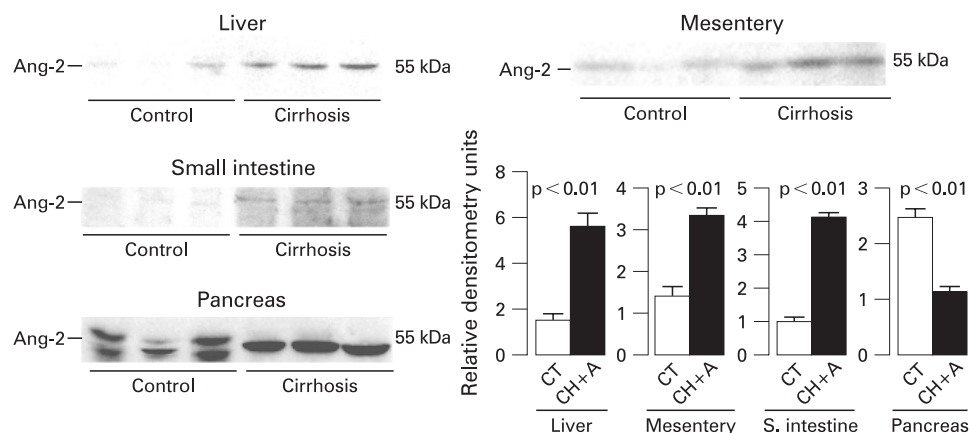 Liver
Ang-2
55 kDa
Control Cirrhosis
Small intestine
Ang-2
55 kDa
Control Cirrhosis
Pancreas
Ang-2
55 kDa
Control Cirrhosis
Mesentery
Ang-2
55 kDa
Control Cirrhosis
Relative densitometry units
8
6
4
2
0
p < 0.01
CT CH+A
Liver
4
3
2
1
0
p < 0.01
CT CH+A
Mesentery
5
4
3
2
1
0
p < 0.01
CT CH+A
S. intestine
3
2
1
0
p < 0.01
CT CH+A
Pancreas